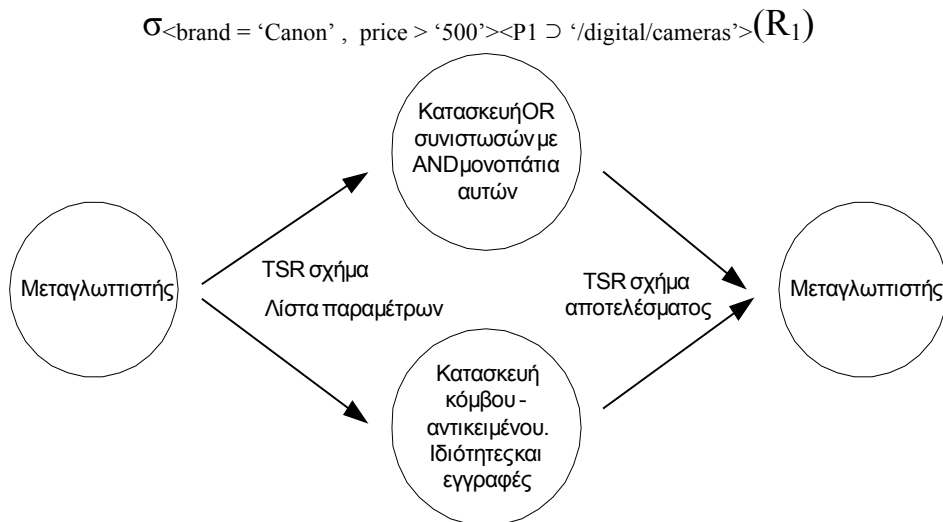 σ<brand = ‘Canon’ , price > ‘500’><P1 ⊃ ‘/digital/cameras’>(R1)
Κατασκευή OR
συνιστωσών με
AND μονοπάτια
αυτών
Μεταγλωττιστής
TSR σχήμα
Λίστα παραμέτρων
TSR σχήμα
αποτελέσματος
Μεταγλωττιστής
Κατασκευή
κόμβου -
αντικειμένου.
Ιδιότητες και
εγγραφές